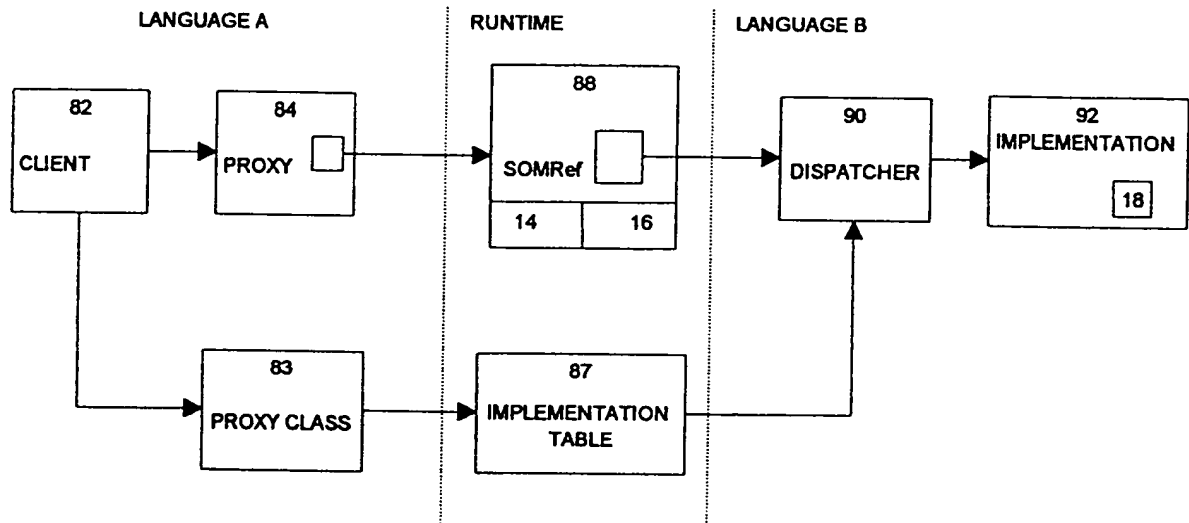 LANGUAGE A
RUNTIME
LANGUAGE B
82
CLIENT
84
PROXY
88
SOMRef
14
16
90
DISPATCHER
92
IMPLEMENTATION
18
83
PROXY CLASS
87
IMPLEMENTATION
TABLE